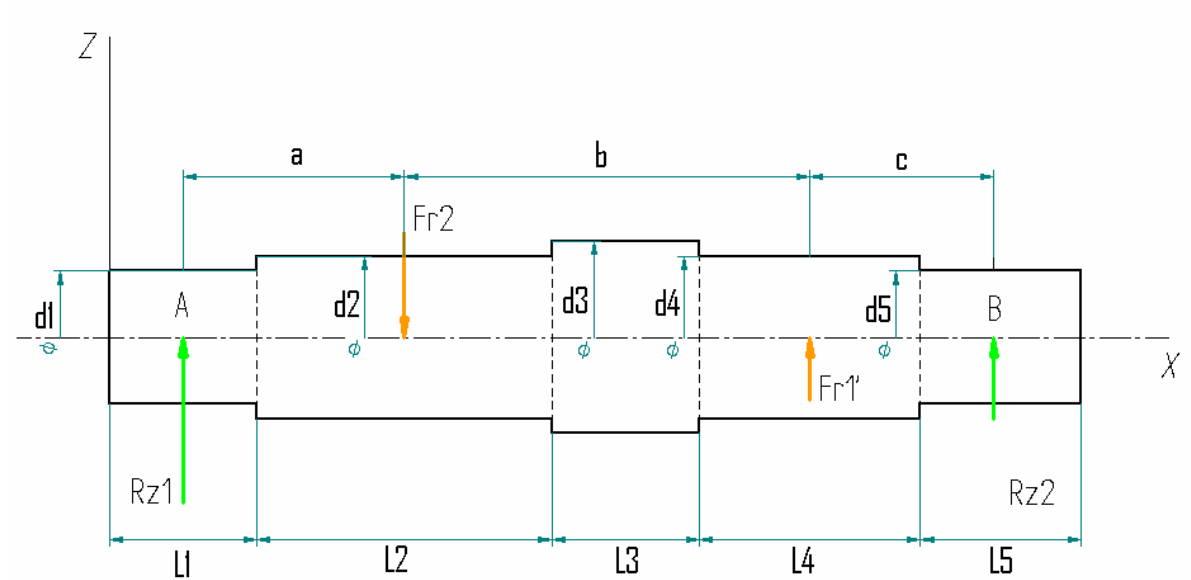 Z
a
b
c
Fr2
d1
ϕ
A
d2
ϕ
d3
ϕ
d4
ϕ
d5
ϕ
B
X
Fr1'
Rz1
Rz2
L1
L2
L3
L4
L5